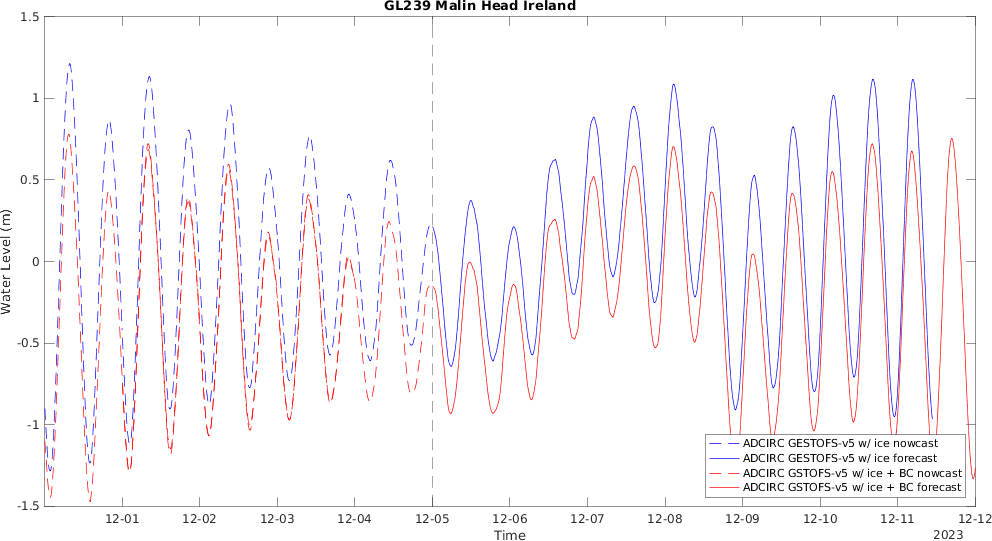 GL239 Malin Head Ireland
1.5
1
0.5
0
-0.5
-1
-1.5
Water Level (m)
12-01 12-02 12-03 12-04 12-05 12-06 12-07 12-08 12-09 12-10 12-11 12-12
Time
2023
ADCIRC GESTOFS-v5 w/ ice nowcast
ADCIRC GESTOFS-v5 w/ ice forecast
ADCIRC GSTOFS-v5 w/ ice + BC nowcast
ADCIRC GSTOFS-v5 w/ ice + BC forecast